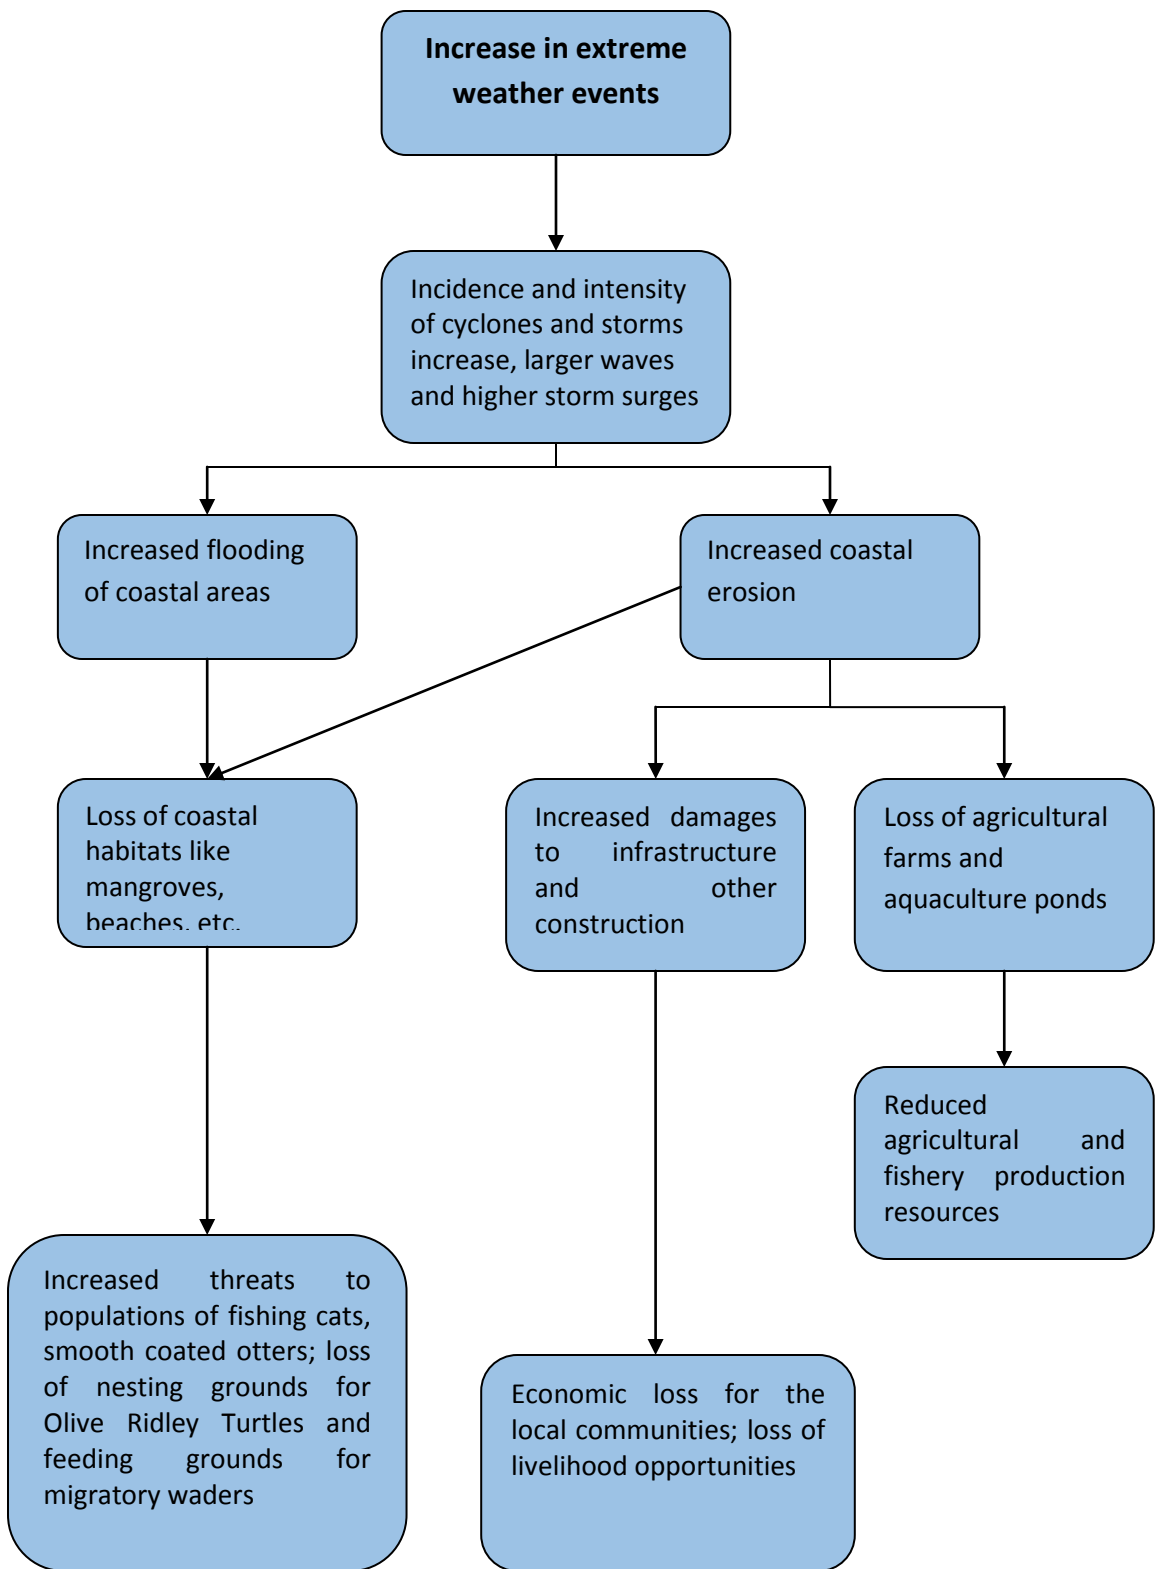 Increase in extreme
weather events
Incidence and intensity
of cyclones and storms
increase, larger waves
and higher storm surges
Increased flooding
of coastal areas
Increased coastal
erosion
Loss of coastal
habitats like
mangroves,
beaches, etc.
Increased damages
to infrastructure
and other
construction
Loss of agricultural
farms and
aquaculture ponds
Reduced
agricultural and
fishery production
resources
Increased threats to
populations of fishing cats,
smooth coated otters; loss
of nesting grounds for
Olive Ridley Turtles and
feeding grounds for
migratory waders
Economic loss for the
local communities; loss of
livelihood opportunities